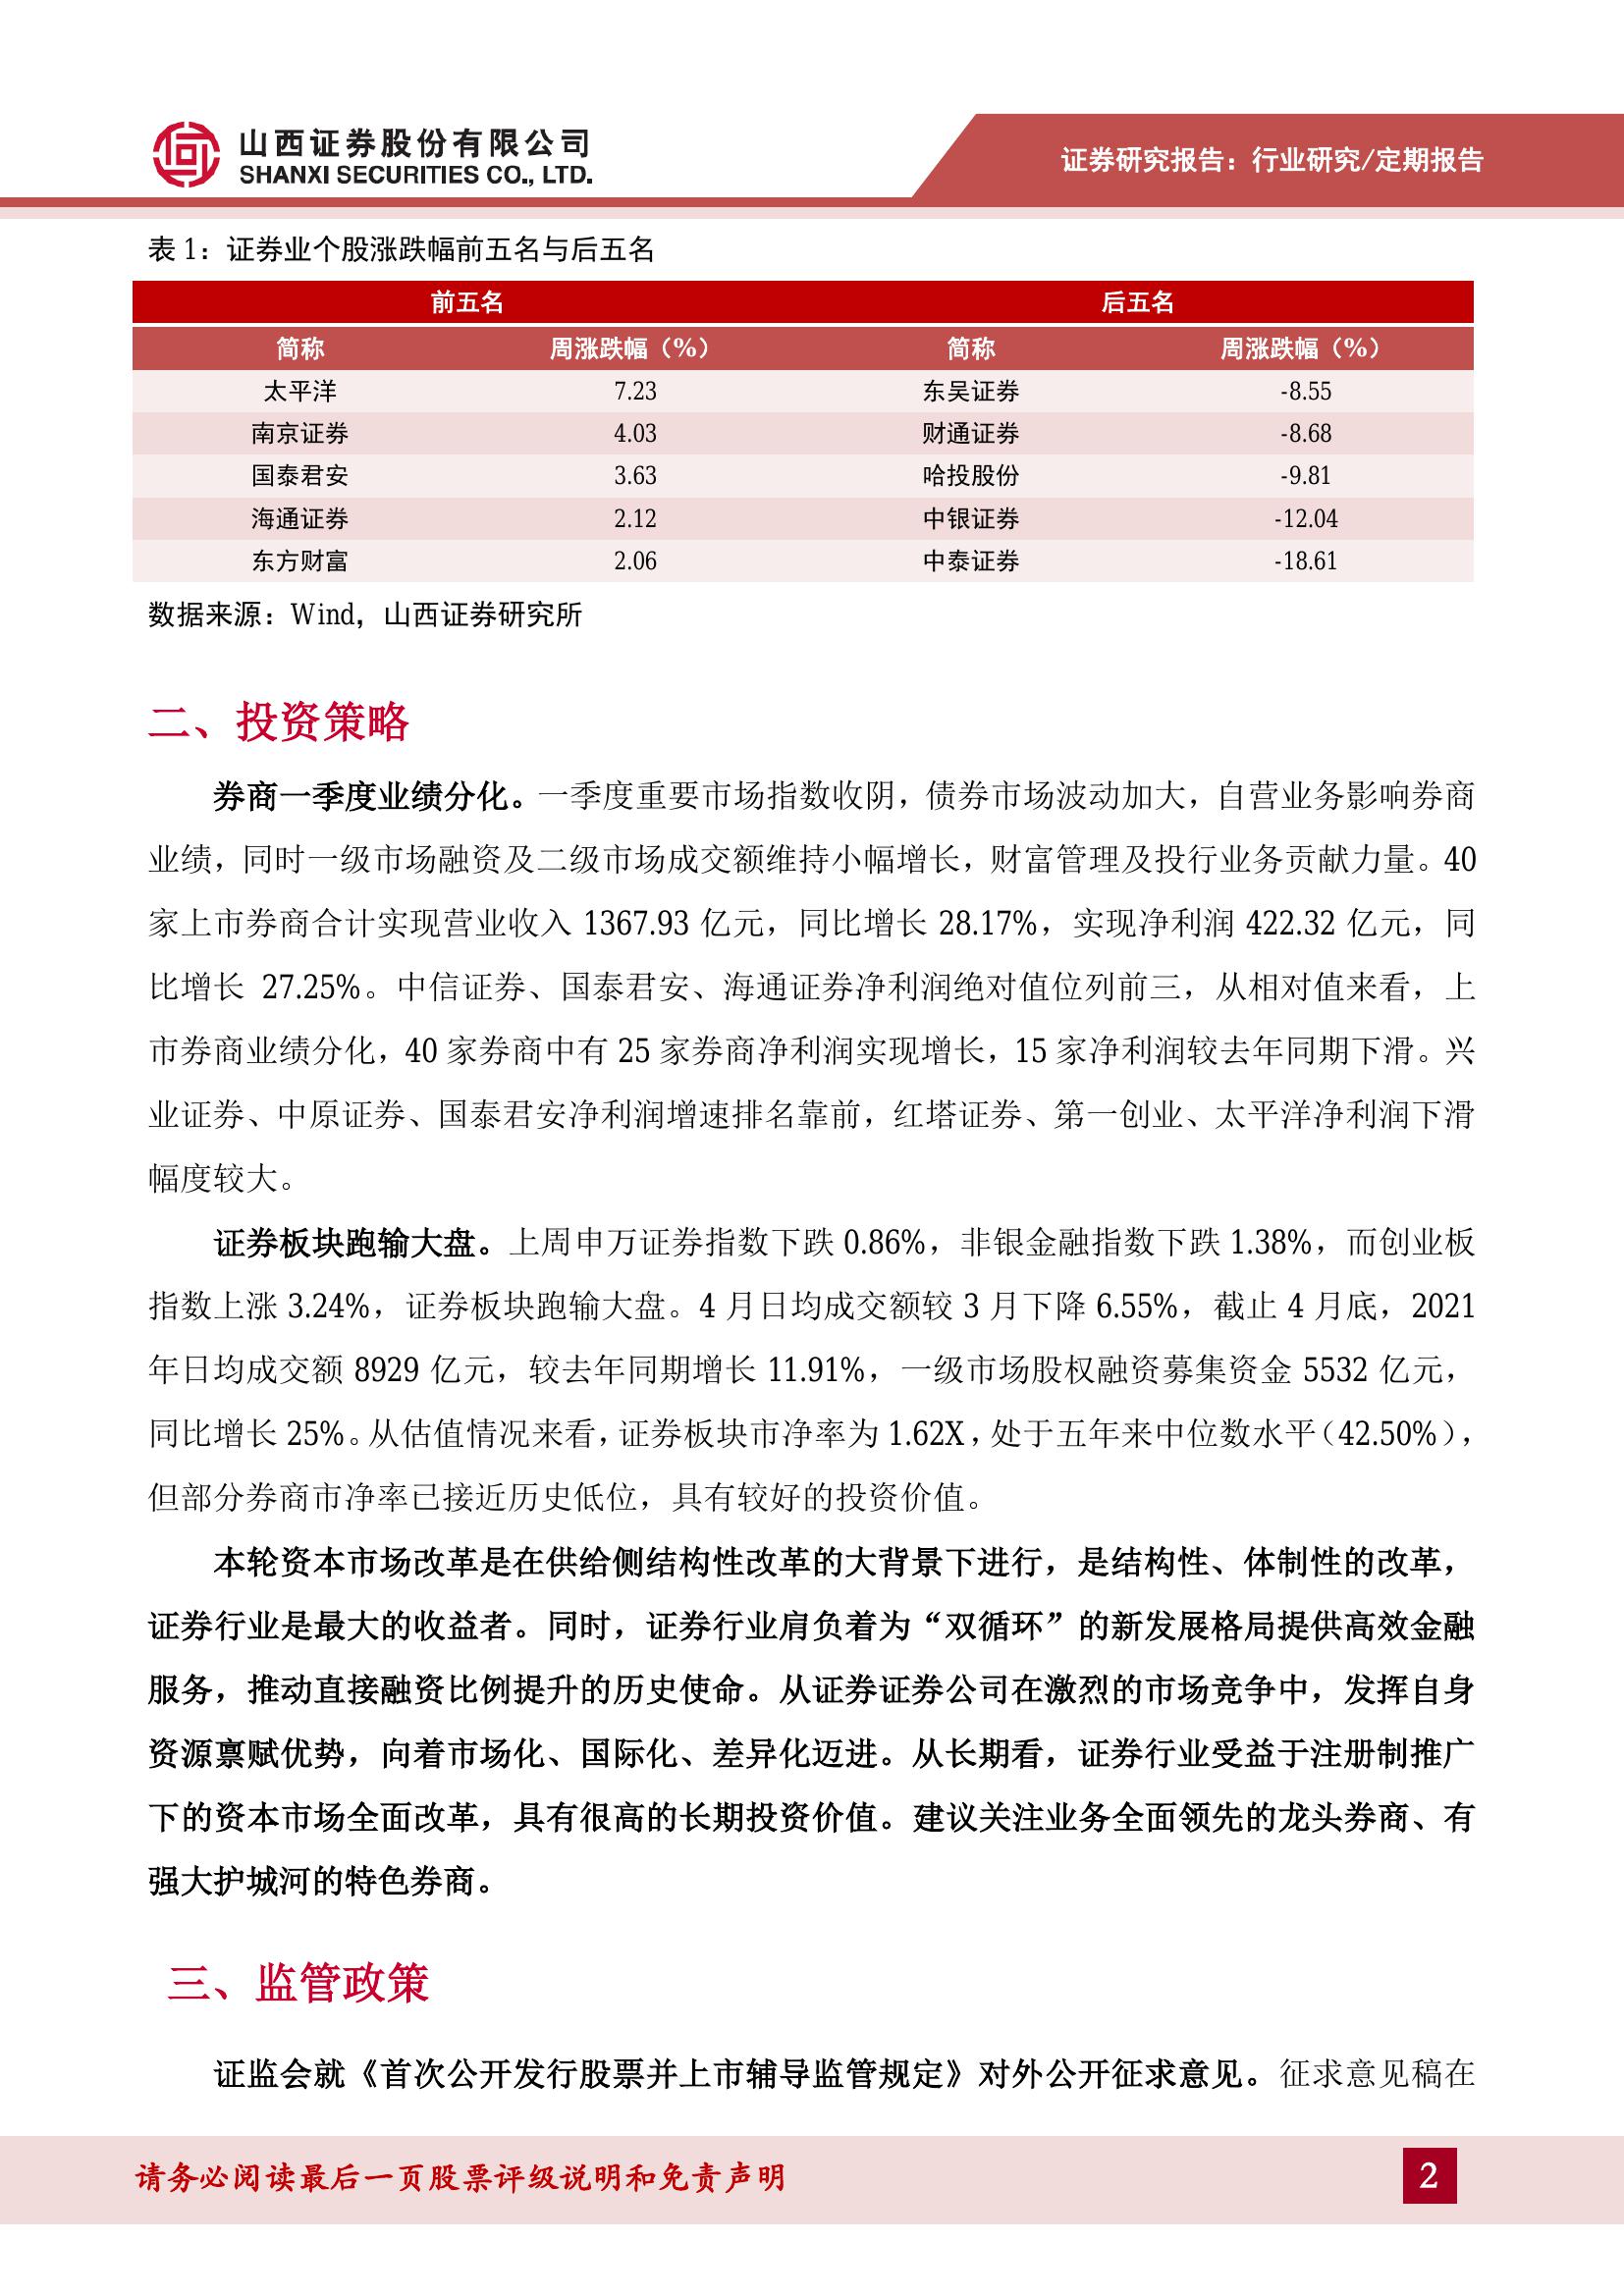 山西证券股份有限公司
SHANXI SECURITIES CO., LTD.
证券研究报告：行业研究/定期报告
表 1：证券业个股涨跌幅前五名与后五名
前五名 后五名
简称 周涨跌幅（%） 简称 周涨跌幅（%）
太平洋 7.23 东吴证券 -8.55
南京证券 4.03 财通证券 -8.68
国泰君安 3.63 哈投股份 -9.81
海通证券 2.12 中银证券 -12.04
东方财富 2.06 中泰证券 -18.61
数据来源：Wind，山西证券研究所
二、投资策略
券商一季度业绩分化。一季度重要市场指数收阴，债券市场波动加大，自营业务影响券商
业绩，同时一级市场融资及二级市场成交额维持小幅增长，财富管理及投行业务贡献力量。40
家上市券商合计实现营业收入 1367.93 亿元，同比增长 28.17%，实现净利润 422.32 亿元，同
比增长 27.25%。中信证券、国泰君安、海通证券净利润绝对值位列前三，从相对值来看，上
市券商业绩分化，40 家券商中有 25 家券商净利润实现增长，15 家净利润较去年同期下滑。兴
业证券、中原证券、国泰君安净利润增速排名靠前，红塔证券、第一创业、太平洋净利润下滑
幅度较大。
证券板块跑输大盘。上周申万证券指数下跌 0.86%，非银金融指数下跌 1.38%，而创业板
指数上涨 3.24%，证券板块跑输大盘。4 月日均成交额较 3 月下降 6.55%，截止 4 月底，2021
年日均成交额 8929 亿元，较去年同期增长 11.91%，一级市场股权融资募集资金 5532 亿元，
同比增长 25%。从估值情况来看，证券板块市净率为 1.62X，处于五年来中位数水平（42.50%），
但部分券商市净率已接近历史低位，具有较好的投资价值。
本轮资本市场改革是在供给侧结构性改革的大背景下进行，是结构性、体制性的改革，
证券行业是最大的收益者。同时，证券行业肩负着为“双循环”的新发展格局提供高效金融
服务，推动直接融资比例提升的历史使命。从证券证券公司在激烈的市场竞争中，发挥自身
资源禀赋优势，向着市场化、国际化、差异化迈进。从长期看，证券行业受益于注册制推广
下的资本市场全面改革，具有很高的长期投资价值。建议关注业务全面领先的龙头券商、有
强大护城河的特色券商。
三、监管政策
证监会就《首次公开发行股票并上市辅导监管规定》对外公开征求意见。征求意见稿在
请务必阅读最后一页股票评级说明和免责声明
2